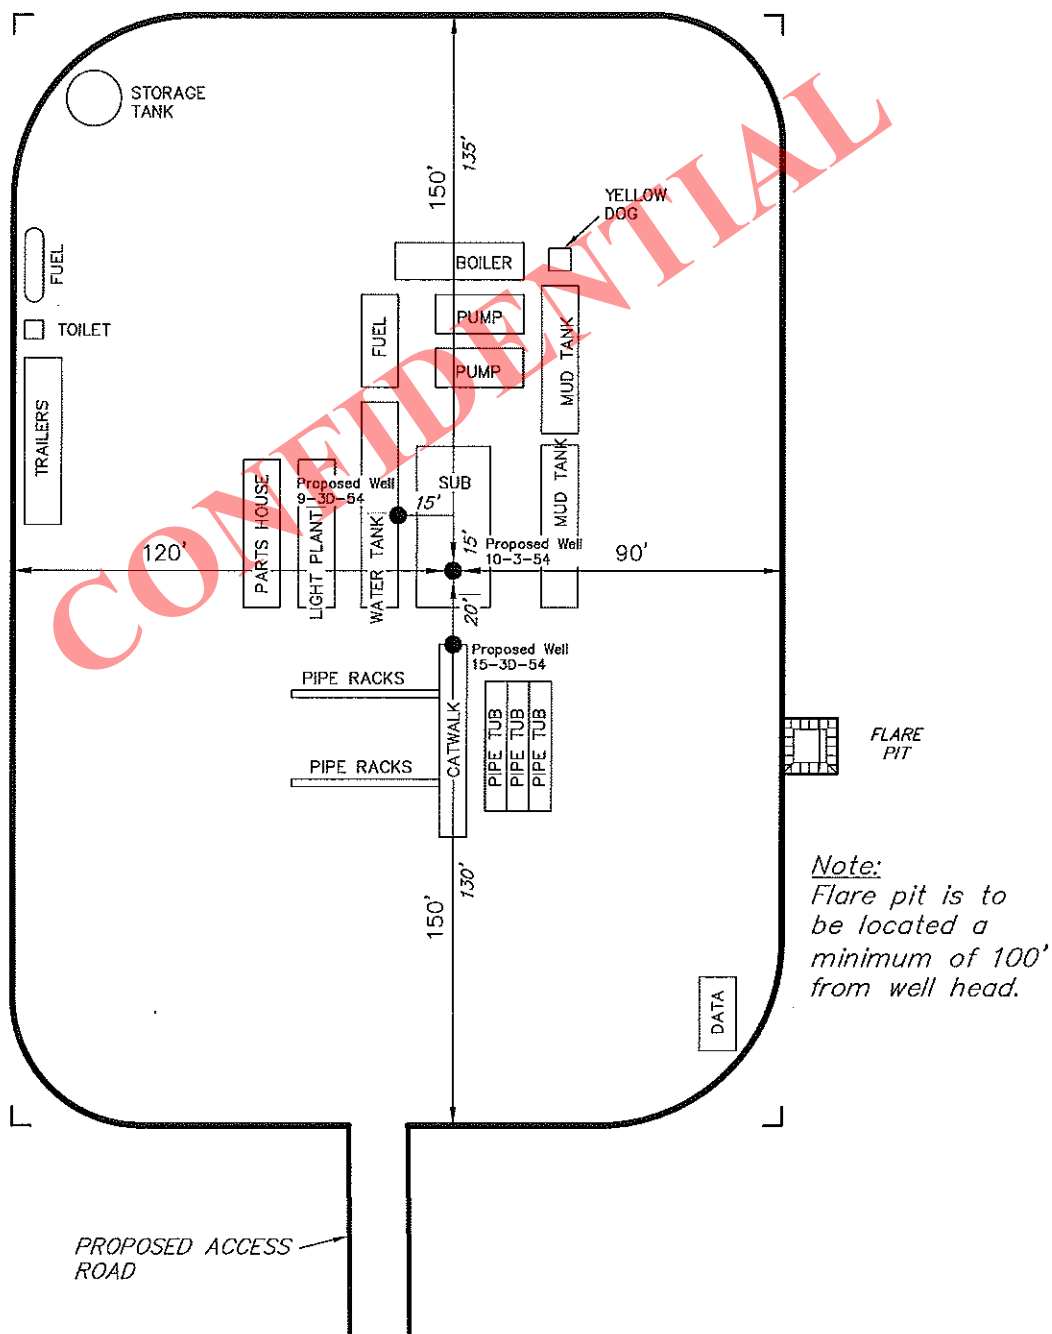 STORAGE
TANK
135'
150'
YELLOW
DOG
FUEL
BOILER
TOILET
PUMP
FUEL
MUD TANK
PUMP
TRAILERS
PARTS HOUSE
LIGHT PLANT
Proposed Well
9-3D-54
WATER TANK
15'
SUB
MUD TANK
15'
Proposed Well
10-3-54
120'
90'
20'
Proposed Well
15-3D-54
PIPE RACKS
CATWALK
PIPE TUB
PIPE TUB
PIPE TUB
PIPE RACKS
FLARE
PIT
150'
130'
Note:
Flare pit is to
be located a
minimum of 100'
from well head.
DATA
PROPOSED ACCESS
ROAD
CONFIDENTIAL